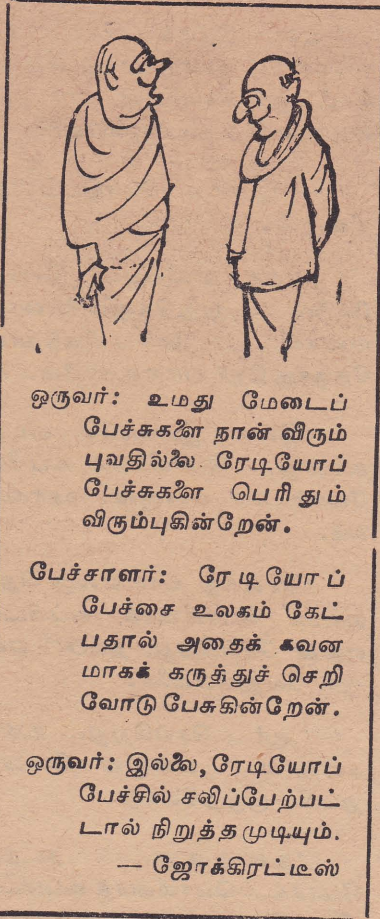 ஒருவர்: உமது மேடைப்
பேச்சுகளை நான் விரும்
புவதில்லை. ரேடியோப்
பேச்சுகளை பெரிதும்
விரும்புகின்றேன்.
பேச்சாளர்: ரேடியோப்
பேச்சை உலகம் கேட்
பதால் அதைக் கவன
மாகக் கருத்துச் செறி
வோடு பேசுகின்றேன்.
ஒருவர்: இல்லை, ரேடியோப்
பேச்சில் சலிப்பேற்பட்
டால் நிறுத்தமுடியும்.
— ஜோக்கிரட்டீஸ்